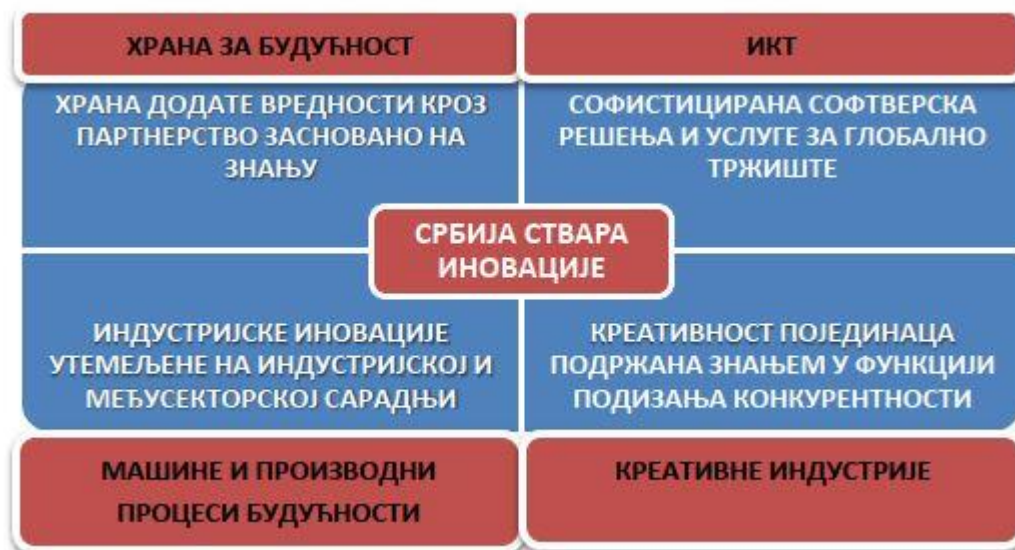 ХРАНА ЗА БУДУЋНОСТ
ИКТ
ХРАНА ДОДАТЕ ВРЕДНОСТИ КРОЗ
ПАРТНЕРСТВО ЗАСНОВАНО НА
ЗНАЊУ
СОФИСТИЦИРАНА СОФТВЕРСКА
РЕШЕЊА И УСЛУГЕ ЗА ГЛОБАЛНО
ТРЖИШТЕ
СРБИЈА СТВАРА
ИНОВАЦИЈЕ
ИНДУСТРИЈСКЕ ИНОВАЦИЈЕ
УТЕМЕЉЕНЕ НА ИНДУСТРИЈСКОЈ И
МЕЂУСЕКТОРСКОЈ САРАДЊИ
КРЕАТИВНОСТ ПОЈЕДИНАЦА
ПОДРЖАНА ЗНАЊЕМ У ФУНКЦИЈИ
ПОДИЗАЊА КОНКУРЕНТНОСТИ
МАШИНЕ И ПРОИЗВОДНИ
ПРОЦЕСИ БУДУЋНОСТИ
КРЕАТИВНЕ ИНДУСТРИЈЕ